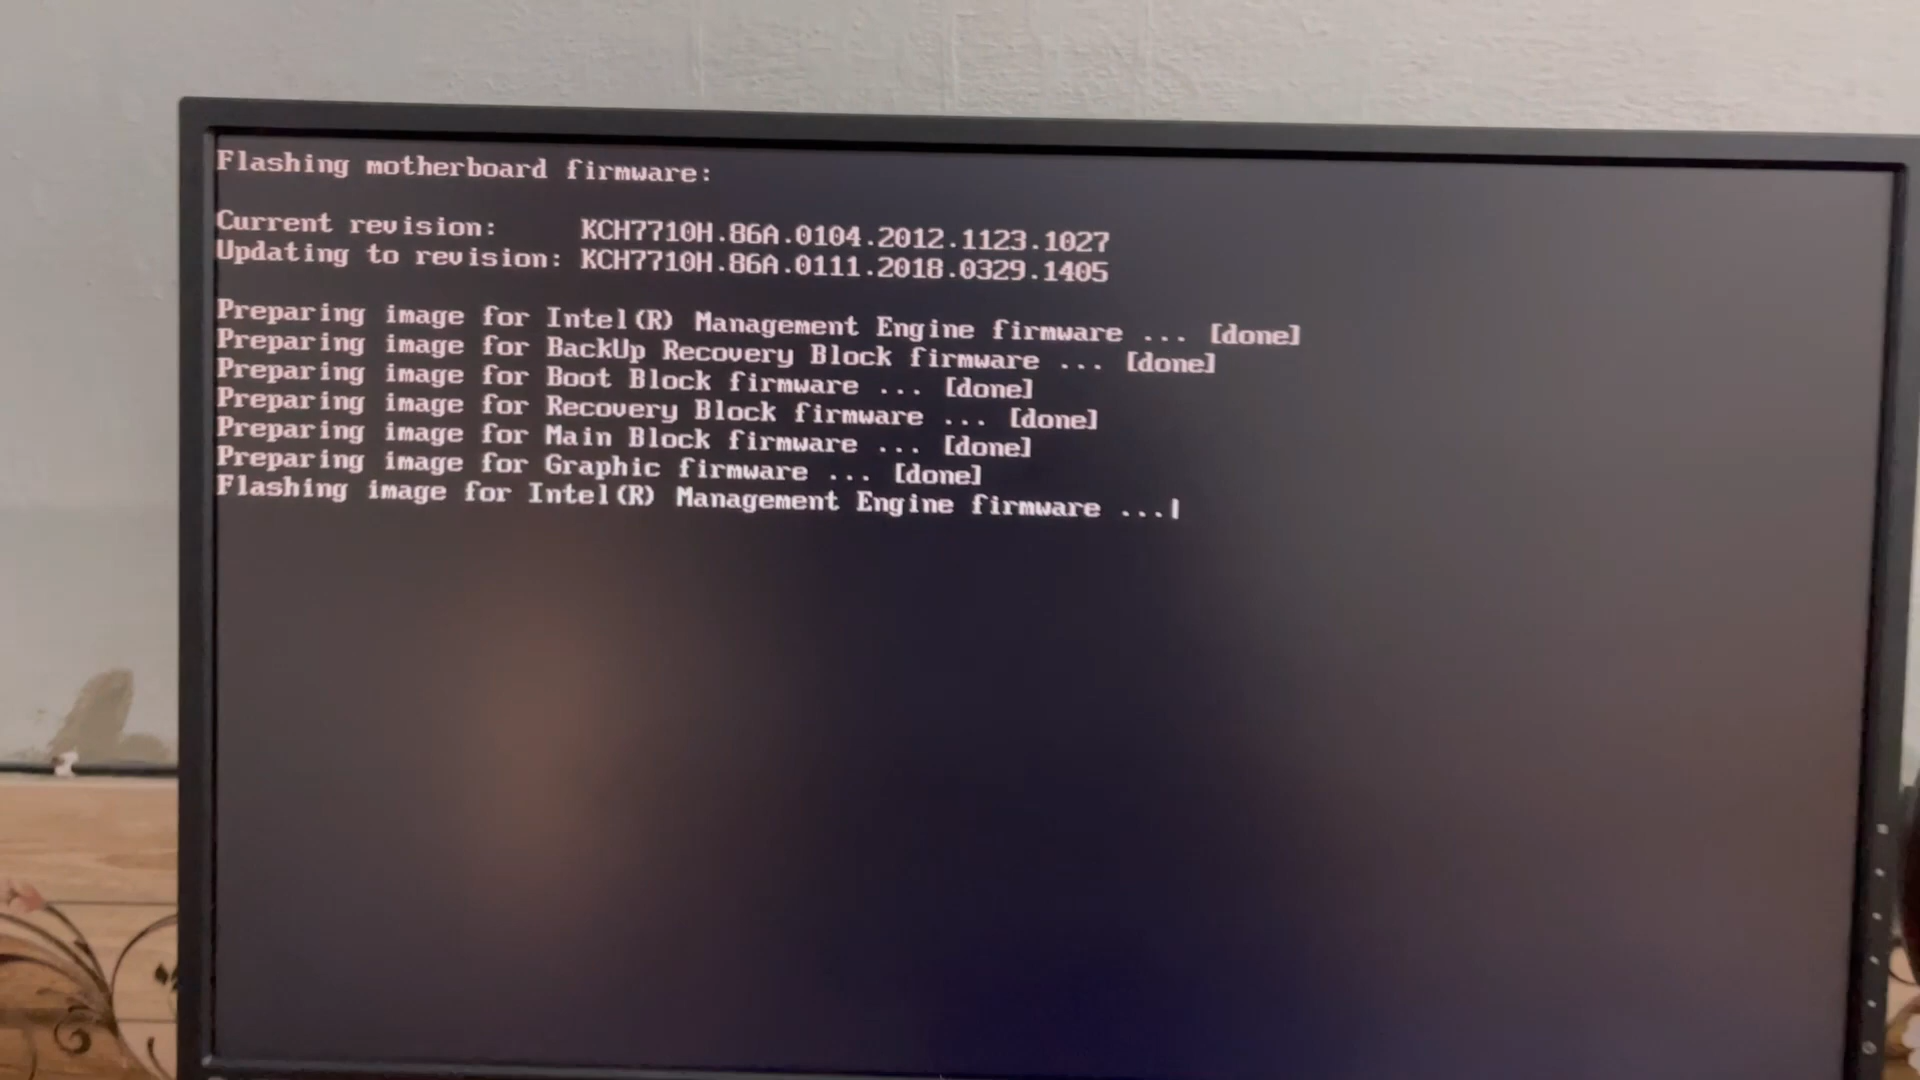 Flashing motherboard firmware:
Current revision: KCH7710H.86A.0104.2012.1123.1027
Updating to revision: KCH7710H.86A.0111.2018.0329.1405
Preparing image for Intel(R) Management Engine firmware ... [done]
Preparing image for BackUp Recovery Block firmware ... [done]
Preparing image for Boot Block firmware ... [done]
Preparing image for Recovery Block firmware ... [done]
Preparing image for Main Block firmware ... [done]
Preparing image for Graphic firmware ... [done]
Flashing image for Intel(R) Management Engine firmware ...|